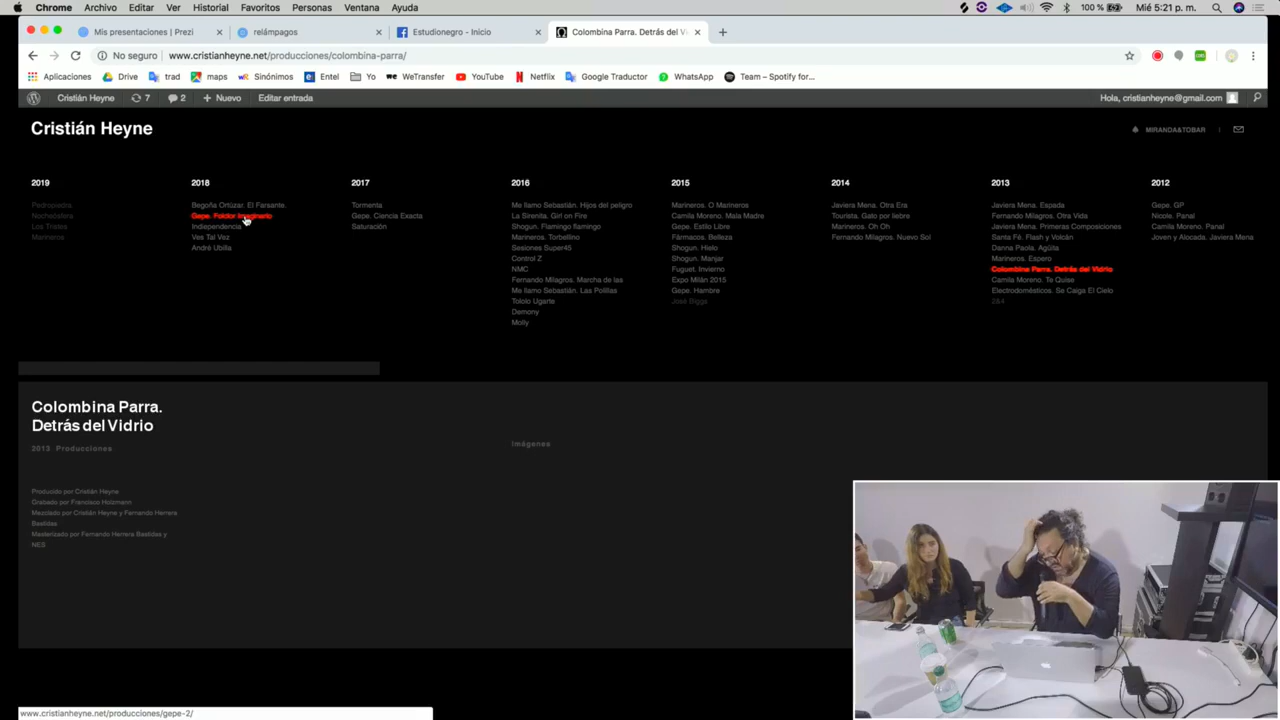 Chrome Archivo Editar Ver Historial Favoritos Personas Ventana Ayuda 100 % Mié 5:21 p. m.
Mis presentaciones | Prezi relámpagos Estudionegro - Inicio Colombina Parra. Detrás del Vi
No seguro www.cristianheyne.net/producciones/colombina-parra/
Aplicaciones Drive trad maps Sinónimos Entel Yo WeTransfer YouTube Netflix Google Traductor WhatsApp Team – Spotify for...
Cristián Heyne 7 2 Nuevo Editar entrada Hola, cristianheyne@gmail.com
Cristián Heyne
MIRANDA&TOBAR
2019
Pedropiedra
Nocheósfera
Los Tristes
Marineros
2018
Begoña Ortúzar. El Farsante.
Gepe. Folclor Imaginario
Independencia
Ves Tal Vez
André Ubilla
2017
Tormenta
Gepe. Ciencia Exacta
Saturación
2016
Me llamo Sebastián. Hijos del peligro
La Sirenita. Girl on Fire
Shogun. Flamingo flamingo
Marineros. Torbellino
Sesiones Super45
Control Z
NMC
Fernando Milagros. Marcha de las
Me llamo Sebastián. Las Polillas
Tololo Ugarte
Demony
Molly
2015
Marineros. O Marineros
Camila Moreno. Mala Madre
Gepe. Estilo Libre
Fármacos. Belleza
Shogun. Hielo
Shogun. Manjar
Fuguet. Invierno
Expo Milán 2015
Gepe. Hambre
José Biggs
2014
Javiera Mena. Otra Era
Tourista. Gato por liebre
Marineros. Oh Oh
Fernando Milagros. Nuevo Sol
2013
Javiera Mena. Espada
Fernando Milagros. Otra Vida
Javiera Mena. Primeras Composiciones
Santa Fé. Flash y Volcán
Danna Paola. Agüita
Marineros. Espero
Colombina Parra. Detrás del Vidrio
Camila Moreno. Te Quise
Electrodomésticos. Se Caiga El Cielo
2&4
2012
Gepe. GP
Nicole. Panal
Camila Moreno. Panal
Joven y Alocada. Javiera Mena
Colombina Parra.
Detrás del Vidrio
2013 Producciones
Imágenes
Producido por Cristián Heyne
Grabado por Francisco Holzmann
Mezclado por Cristián Heyne y Fernando Herrera
Bastidas
Masterizado por Fernando Herrera Bastidas y
NES
www.cristianheyne.net/producciones/gepe-2/